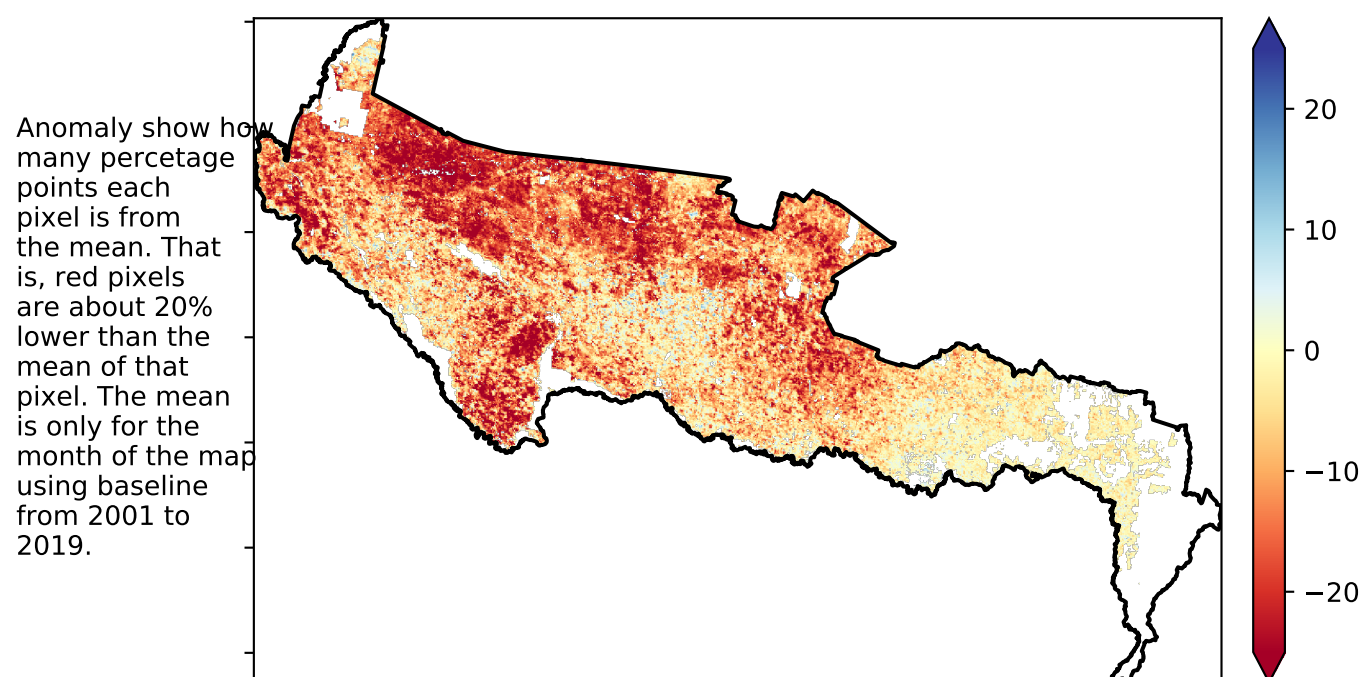 Anomaly show how
many percetage
points each
pixel is from
the mean. That
is, red pixels
are about 20%
lower than the
mean of that
pixel. The mean
is only for the
month of the map
using baseline
from 2001 to
2019.
20
10
0
−10
−20